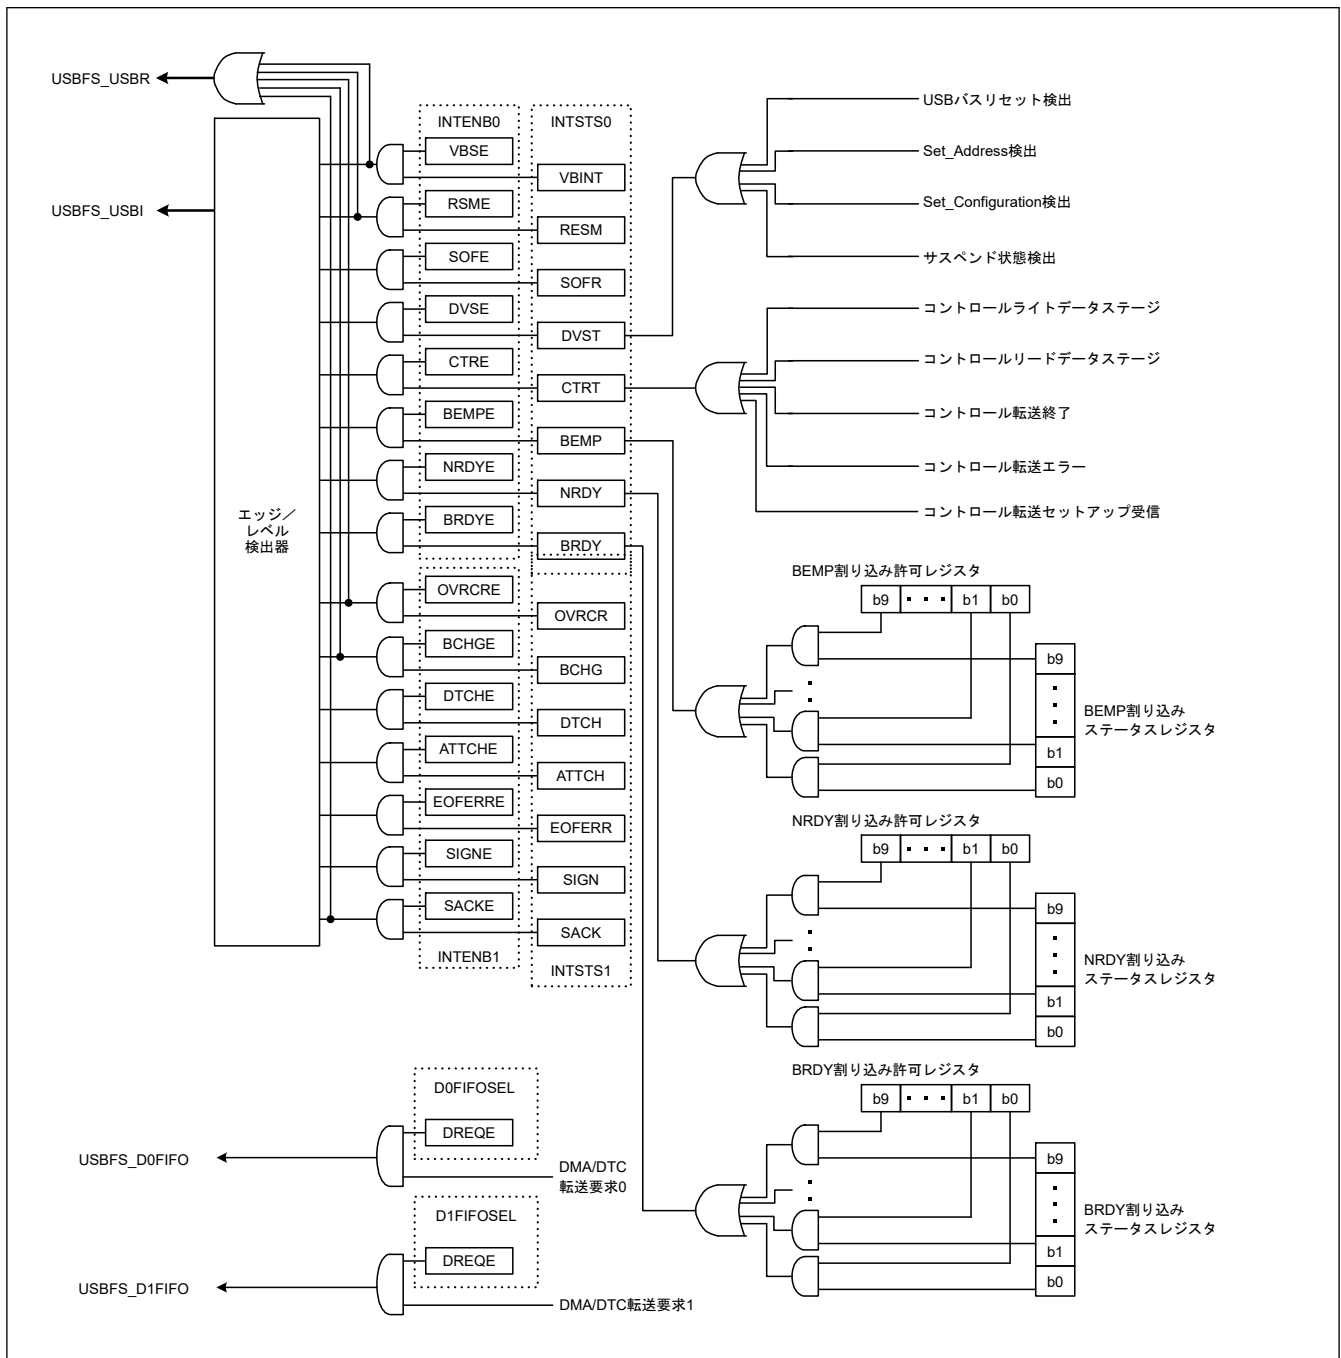 USBFS_USBR
USBFS_USBI
エッジ／
レベル
検出器
INTENB0
VBSE
RSME
SOFE
DVSE
CTRE
BEMPE
NRDYE
BRDYE
OVRCRE
BCHGE
DTCHE
ATTCHE
EOFERRE
SIGNE
SACKE
INTENB1
INTSTS0
VBINT
RESM
SOFR
DVST
CTRT
BEMP
NRDY
BRDY
OVRCR
BCHG
DTCH
ATTCH
EOFERR
SIGN
SACK
INTSTS1
USBバスリセット検出
Set_Address検出
Set_Configuration検出
サスペンド状態検出
コントロールライトデータステージ
コントロールリードデータステージ
コントロール転送終了
コントロール転送エラー
コントロール転送セットアップ受信
BEMP割り込み許可レジスタ
b9 ・・・ b1 b0
b9
・
・
・
b1
b0
BEMP割り込み
ステータスレジスタ
NRDY割り込み許可レジスタ
b9 ・・・ b1 b0
b9
・
・
・
b1
b0
NRDY割り込み
ステータスレジスタ
BRDY割り込み許可レジスタ
b9 ・・・ b1 b0
b9
・
・
・
b1
b0
BRDY割り込み
ステータスレジスタ
D0FIFOSEL
DREQE
USBFS_D0FIFO
DMA/DTC
転送要求0
D1FIFOSEL
DREQE
USBFS_D1FIFO
DMA/DTC転送要求1